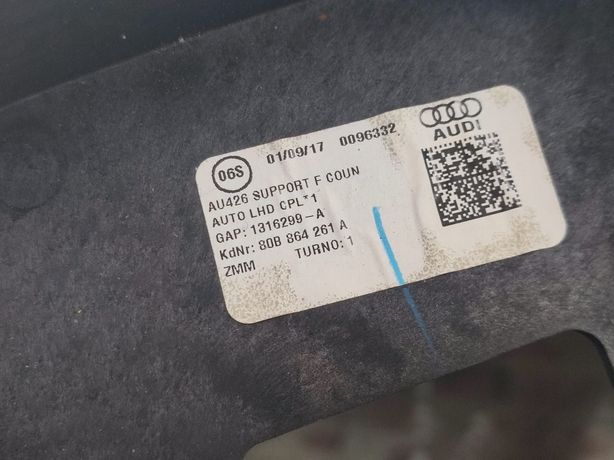 06S 01/09/17 0096332
AUDI
AU426 SUPPORT F COUN
AUTO LHD CPL*1
GAP: 1316299-A
KdNr: 80B 864 261 A
ZMM TURNO: 1